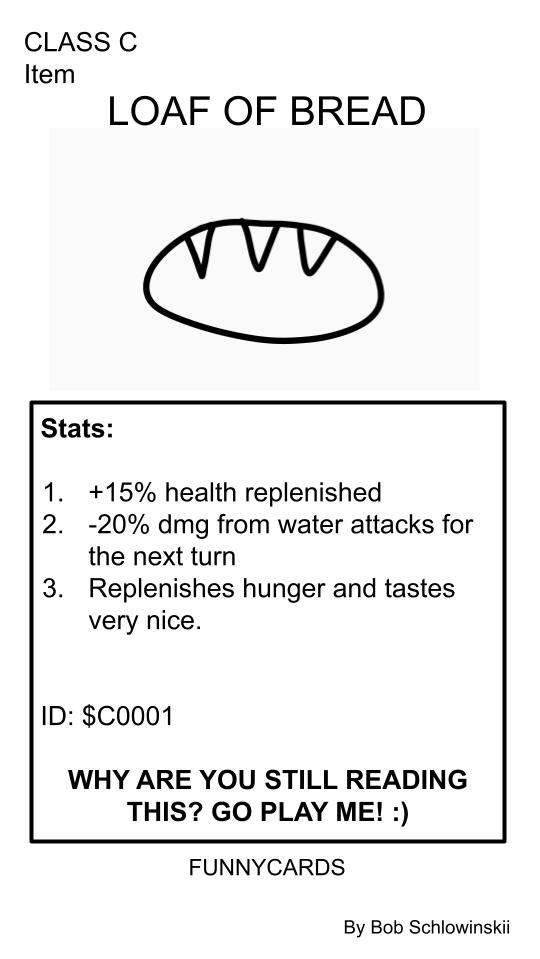 CLASS C
Item
LOAF OF BREAD
Stats:
1. +15% health replenished
2. -20% dmg from water attacks for
the next turn
3. Replenishes hunger and tastes
very nice.
ID: $C0001
WHY ARE YOU STILL READING
THIS? GO PLAY ME! :)
FUNNYCARDS
By Bob Schlowinskii